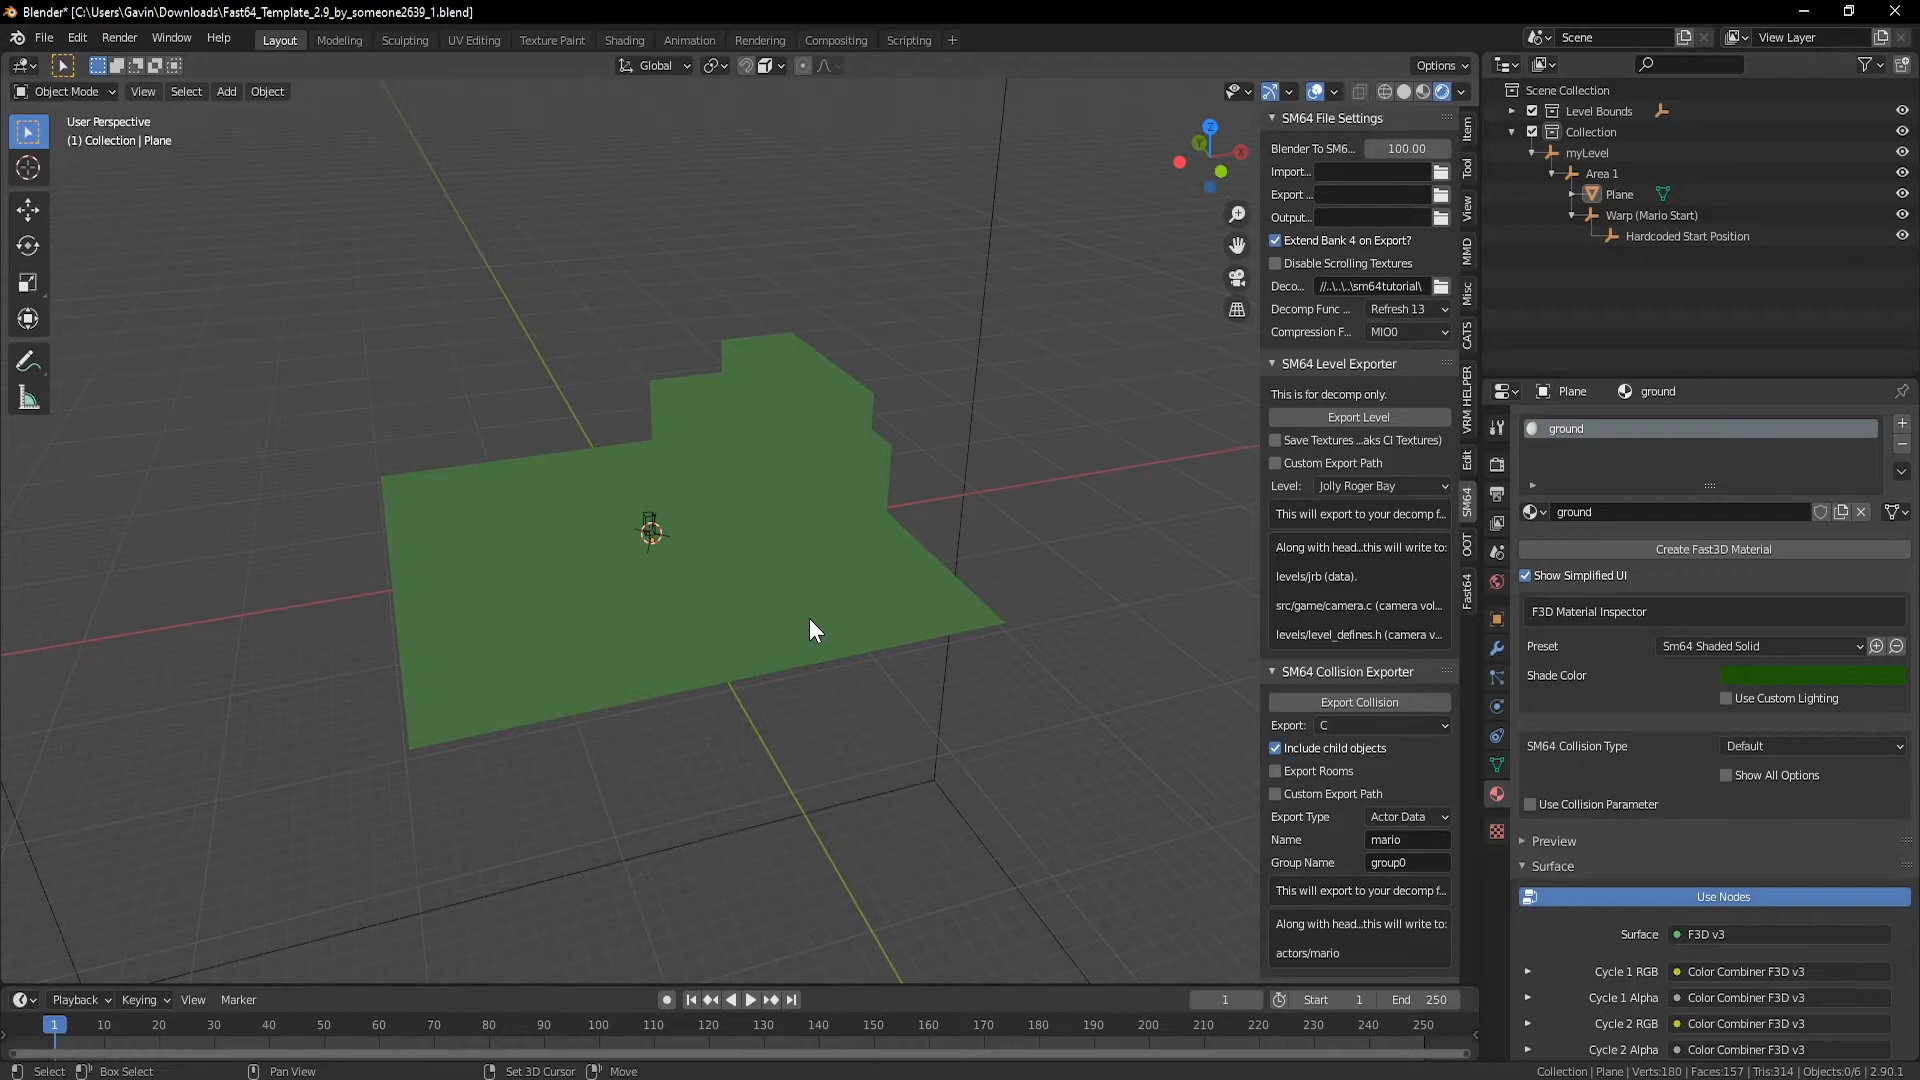 Blender* [C:\Users\Gavin\Downloads\Fast64_Template_2.9_by_someone2639_1.blend]
File Edit Render Window Help Layout Modeling Sculpting UV Editing Texture Paint Shading Animation Rendering Compositing Scripting + Scene View Layer
Global Options
Object Mode View Select Add Object
User Perspective
(1) Collection | Plane
Z
Y
X
SM64 File Settings
Blender To SM6... 100.00
Import...
Export ...
Output...
Extend Bank 4 on Export?
Disable Scrolling Textures
Deco... //..\..\..\sm64tutorial\
Decomp Func ... Refresh 13
Compression F... MIO0
SM64 Level Exporter
This is for decomp only.
Export Level
Save Textures ...aks CI Textures)
Custom Export Path
Level: Jolly Roger Bay
This will export to your decomp f...
Along with head...this will write to:
levels/jrb (data).
src/game/camera.c (camera vol...
levels/level_defines.h (camera v...
SM64 Collision Exporter
Export Collision
Export: C
Include child objects
Export Rooms
Custom Export Path
Export Type Actor Data
Name mario
Group Name group0
This will export to your decomp f...
Along with head...this will write to:
actors/mario
Item
Tool
View
MMD
Misc
CATS
VRM HELPER
Edit
SM64
OOT
Fast64
Scene Collection
Level Bounds
Collection
myLevel
Area 1
Plane
Warp (Mario Start)
Hardcoded Start Position
Plane ground
ground
ground
Create Fast3D Material
Show Simplified UI
F3D Material Inspector
Preset Sm64 Shaded Solid
Shade Color
Use Custom Lighting
SM64 Collision Type Default
Show All Options
Use Collision Parameter
Preview
Surface
Use Nodes
Surface F3D v3
Cycle 1 RGB Color Combiner F3D v3
Cycle 1 Alpha Color Combiner F3D v3
Cycle 2 RGB Color Combiner F3D v3
Cycle 2 Alpha Color Combiner F3D v3
Playback Keying View Marker 1 Start 1 End 250
1 10 20 30 40 50 60 70 80 90 100 110 120 130 140 150 160 170 180 190 200 210 220 230 240 250
Select Box Select Pan View Set 3D Cursor Move Collection | Plane | Verts:180 | Faces:157 | Tris:314 | Objects:0/6 | 2.90.1